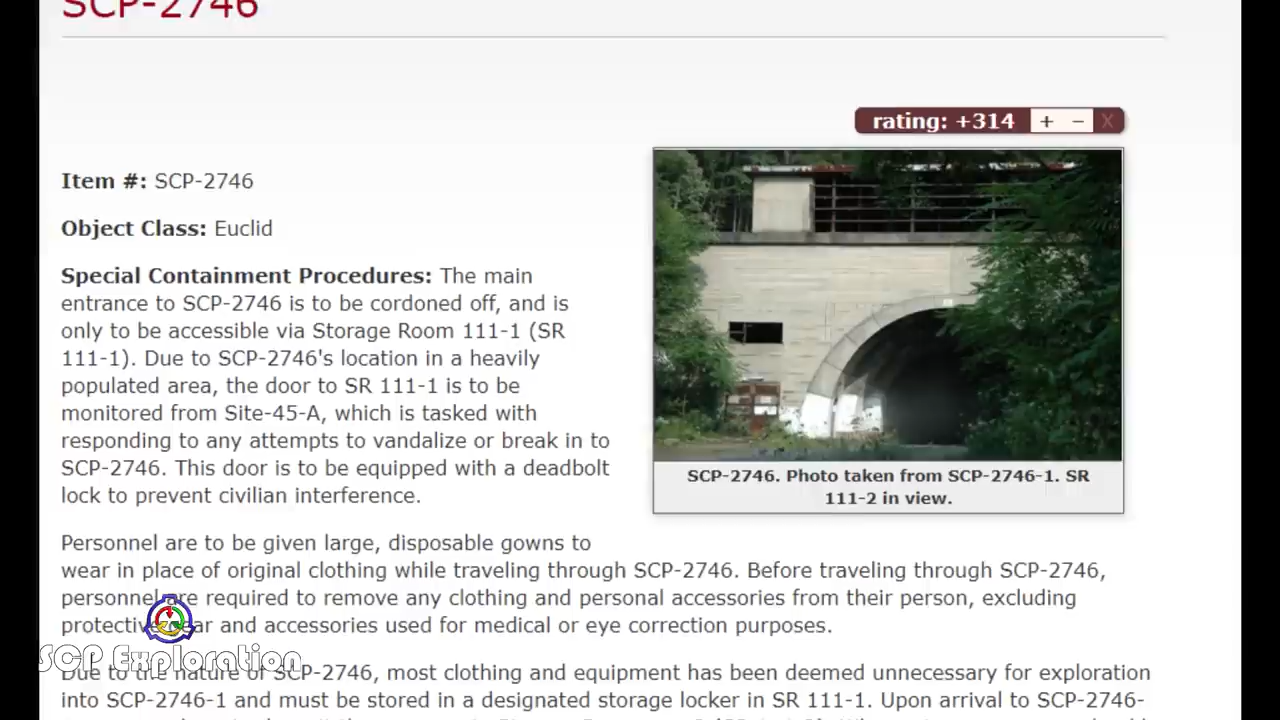 SCP-2746
rating: +314 + − X
Item #: SCP-2746
Object Class: Euclid
Special Containment Procedures: The main
entrance to SCP-2746 is to be cordoned off, and is
only to be accessible via Storage Room 111-1 (SR
111-1). Due to SCP-2746's location in a heavily
populated area, the door to SR 111-1 is to be
monitored from Site-45-A, which is tasked with
responding to any attempts to vandalize or break in to
SCP-2746. This door is to be equipped with a deadbolt
lock to prevent civilian interference.
SCP-2746. Photo taken from SCP-2746-1. SR
111-2 in view.
Personnel are to be given large, disposable gowns to
wear in place of original clothing while traveling through SCP-2746. Before traveling through SCP-2746,
personnel are required to remove any clothing and personal accessories from their person, excluding
protective wear and accessories used for medical or eye correction purposes.
SCP Exploration
Due to the nature of SCP-2746, most clothing and equipment has been deemed unnecessary for exploration
into SCP-2746-1 and must be stored in a designated storage locker in SR 111-1. Upon arrival to SCP-2746-